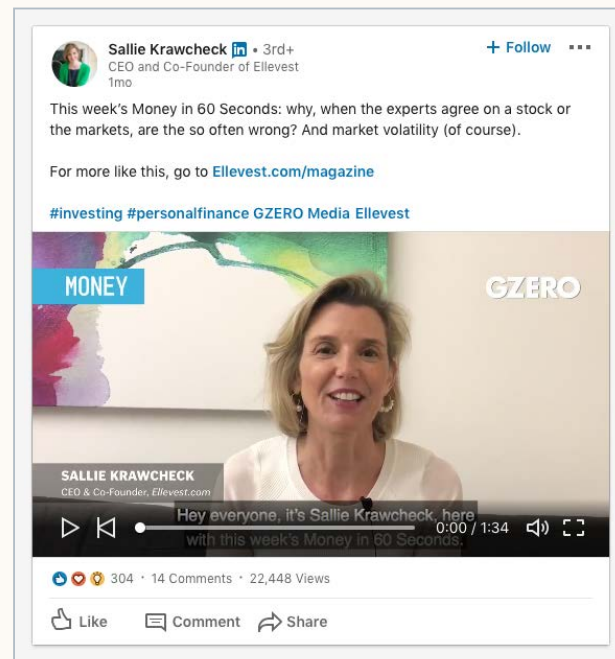 Sallie Krawcheck in • 3rd+
+ Follow
CEO and Co-Founder of Ellevest
1mo
This week's Money in 60 Seconds: why, when the experts agree on a stock or
the markets, are the so often wrong? And market volatility (of course).
For more like this, go to Ellevest.com/magazine
#investing #personalfinance GZERO Media Ellevest
MONEY
GZERO
SALLIE KRAWCHECK
CEO & Co-Founder, Ellevest.com
Hey everyone, it's Sallie Krawcheck, here
with this week's Money in 60 Seconds.
0:00 / 1:34
304 · 14 Comments · 22,448 Views
Like
Comment
Share